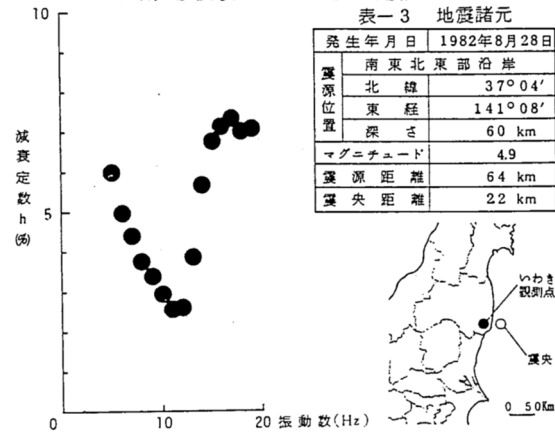 10
減衰定数 h (%)
5
0
0
10
20
振動数(Hz)
表－3 地震諸元
発生年月日 1982年8月28日
震源位置
南東北東部沿岸
北緯 37°04′
東経 141°08′
深さ 60 km
マグニチュード 4.9
震源距離 64 km
震央距離 22 km
いわき
観測点
震央
0 50Km